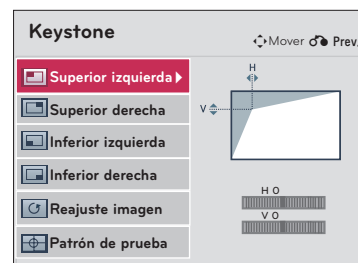 Keystone
Mover Prev.
Superior izquierda
Superior derecha
Inferior izquierda
Inferior derecha
Reajuste imagen
Patrón de prueba
H
V
H 0
V 0